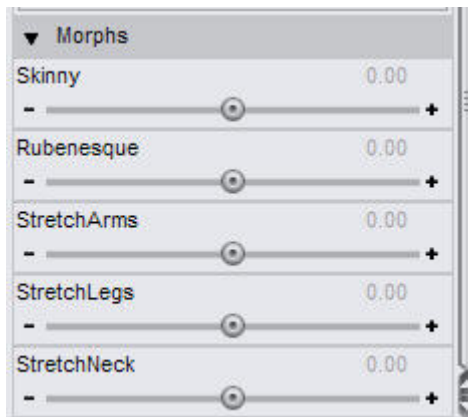 Morphs
Skinny 0.00
- +
Rubenesque 0.00
- +
StretchArms 0.00
- +
StretchLegs 0.00
- +
StretchNeck 0.00
- +